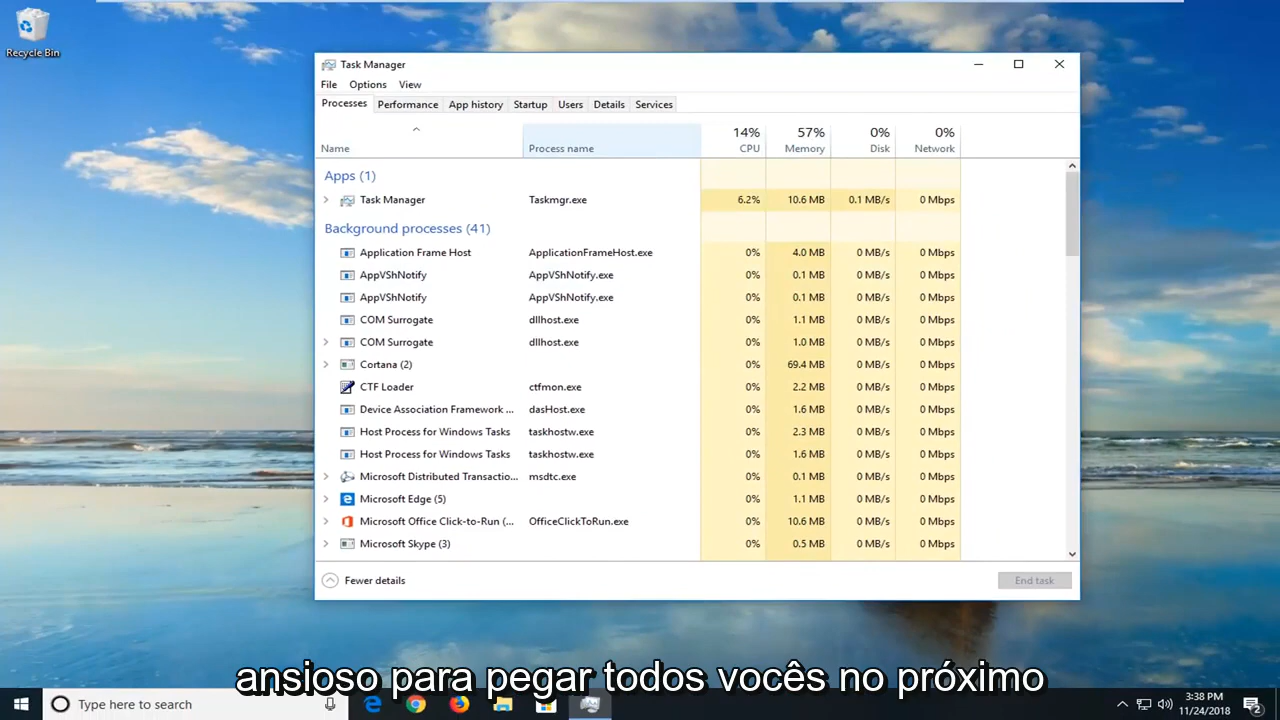 Recycle Bin
Task Manager
File Options View
Processes Performance App history Startup Users Details Services
14% 57% 0% 0%
Name Process name CPU Memory Disk Network
Apps (1)
Task Manager Taskmgr.exe 6.2% 10.6 MB 0.1 MB/s 0 Mbps
Background processes (41)
Application Frame Host ApplicationFrameHost.exe 0% 4.0 MB 0 MB/s 0 Mbps
AppVShNotify AppVShNotify.exe 0% 0.1 MB 0 MB/s 0 Mbps
AppVShNotify AppVShNotify.exe 0% 0.1 MB 0 MB/s 0 Mbps
COM Surrogate dllhost.exe 0% 1.1 MB 0 MB/s 0 Mbps
COM Surrogate dllhost.exe 0% 1.0 MB 0 MB/s 0 Mbps
Cortana (2) 0% 69.4 MB 0 MB/s 0 Mbps
CTF Loader ctfmon.exe 0% 2.2 MB 0 MB/s 0 Mbps
Device Association Framework ... dasHost.exe 0% 1.6 MB 0 MB/s 0 Mbps
Host Process for Windows Tasks taskhostw.exe 0% 2.3 MB 0 MB/s 0 Mbps
Host Process for Windows Tasks taskhostw.exe 0% 1.6 MB 0 MB/s 0 Mbps
Microsoft Distributed Transactio... msdtc.exe 0% 0.1 MB 0 MB/s 0 Mbps
Microsoft Edge (5) 0% 1.1 MB 0 MB/s 0 Mbps
Microsoft Office Click-to-Run (... OfficeClickToRun.exe 0% 10.6 MB 0 MB/s 0 Mbps
Microsoft Skype (3) 0% 0.5 MB 0 MB/s 0 Mbps
Fewer details End task
ansioso para pegar todos vocês no próximo
Type here to search 3:38 PM
11/24/2018 2